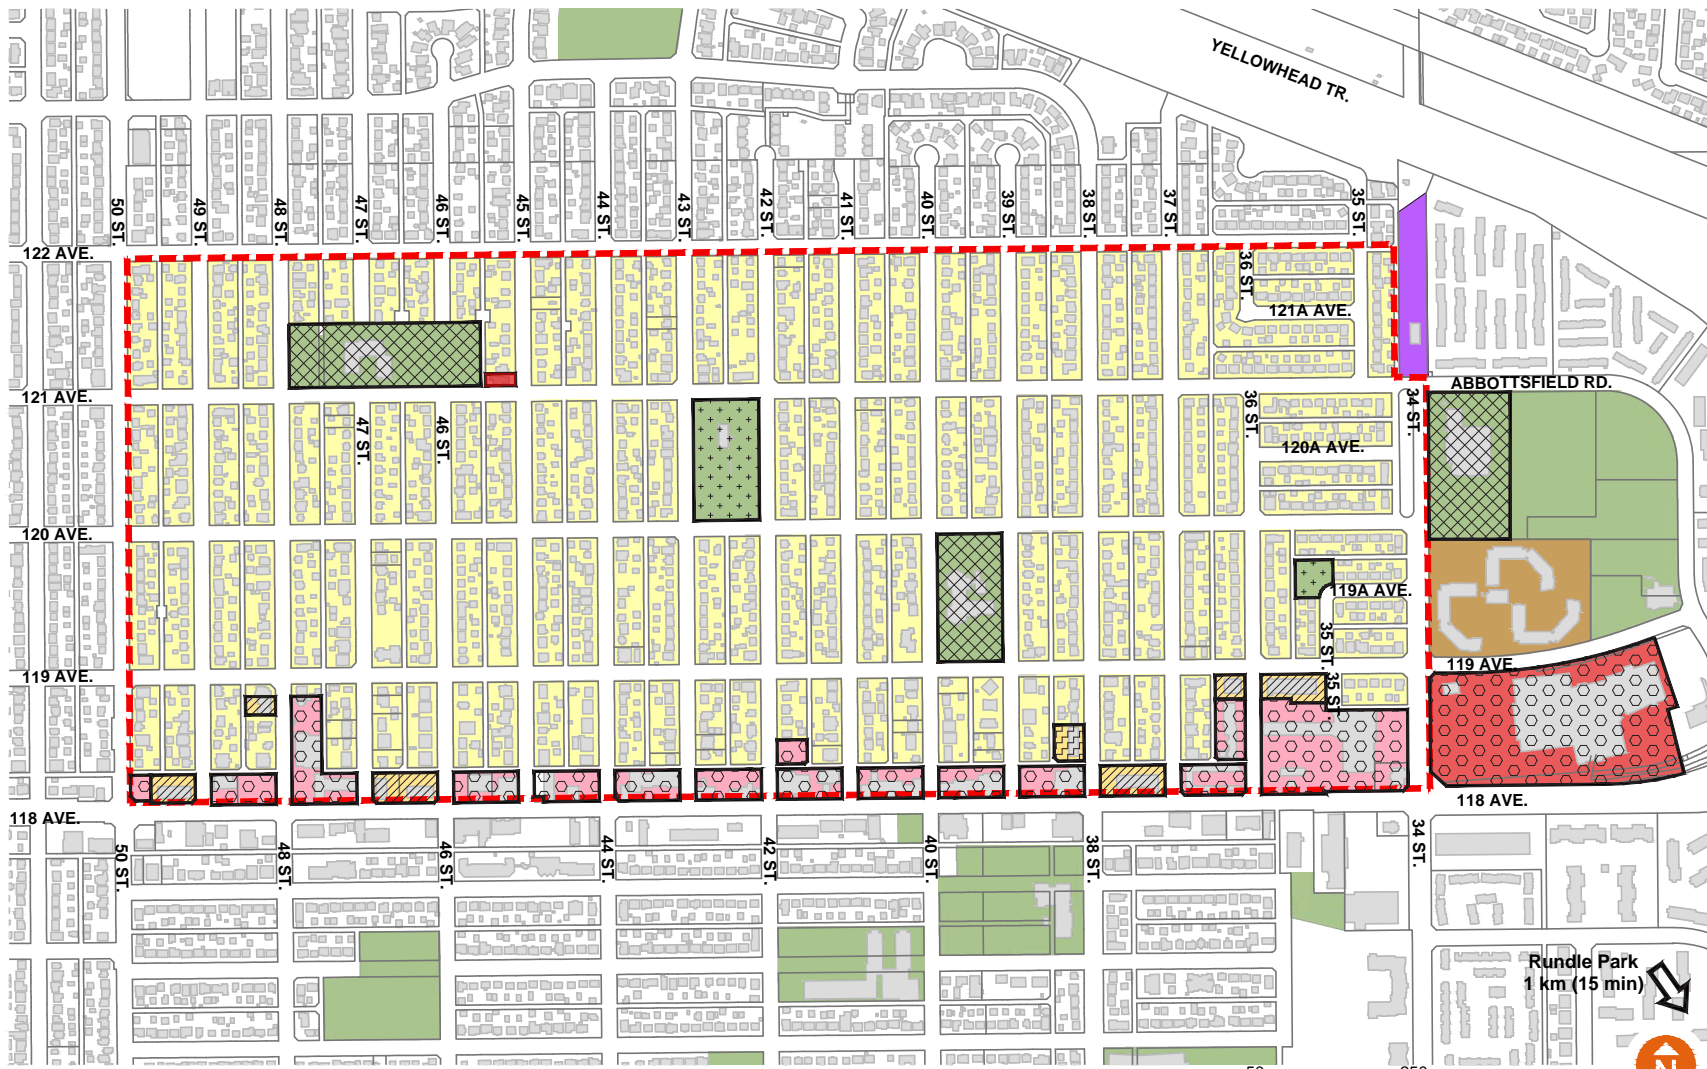 YELLOWHEAD TR.
50 ST.
49 ST.
48 ST.
47 ST.
46 ST.
45 ST.
44 ST.
43 ST.
42 ST.
41 ST.
40 ST.
39 ST.
38 ST.
37 ST.
35 ST.
122 AVE.
36 ST.
121A AVE.
ABBOTTSFIELD RD.
121 AVE.
47 ST.
46 ST.
36 ST.
34 ST.
120A AVE.
120 AVE.
119A AVE.
35 ST.
119 AVE.
119 AVE.
35 ST.
118 AVE.
118 AVE.
50 ST.
48 ST.
46 ST.
44 ST.
42 ST.
40 ST.
38 ST.
34 ST.
Rundle Park
1 km (15 min)
N